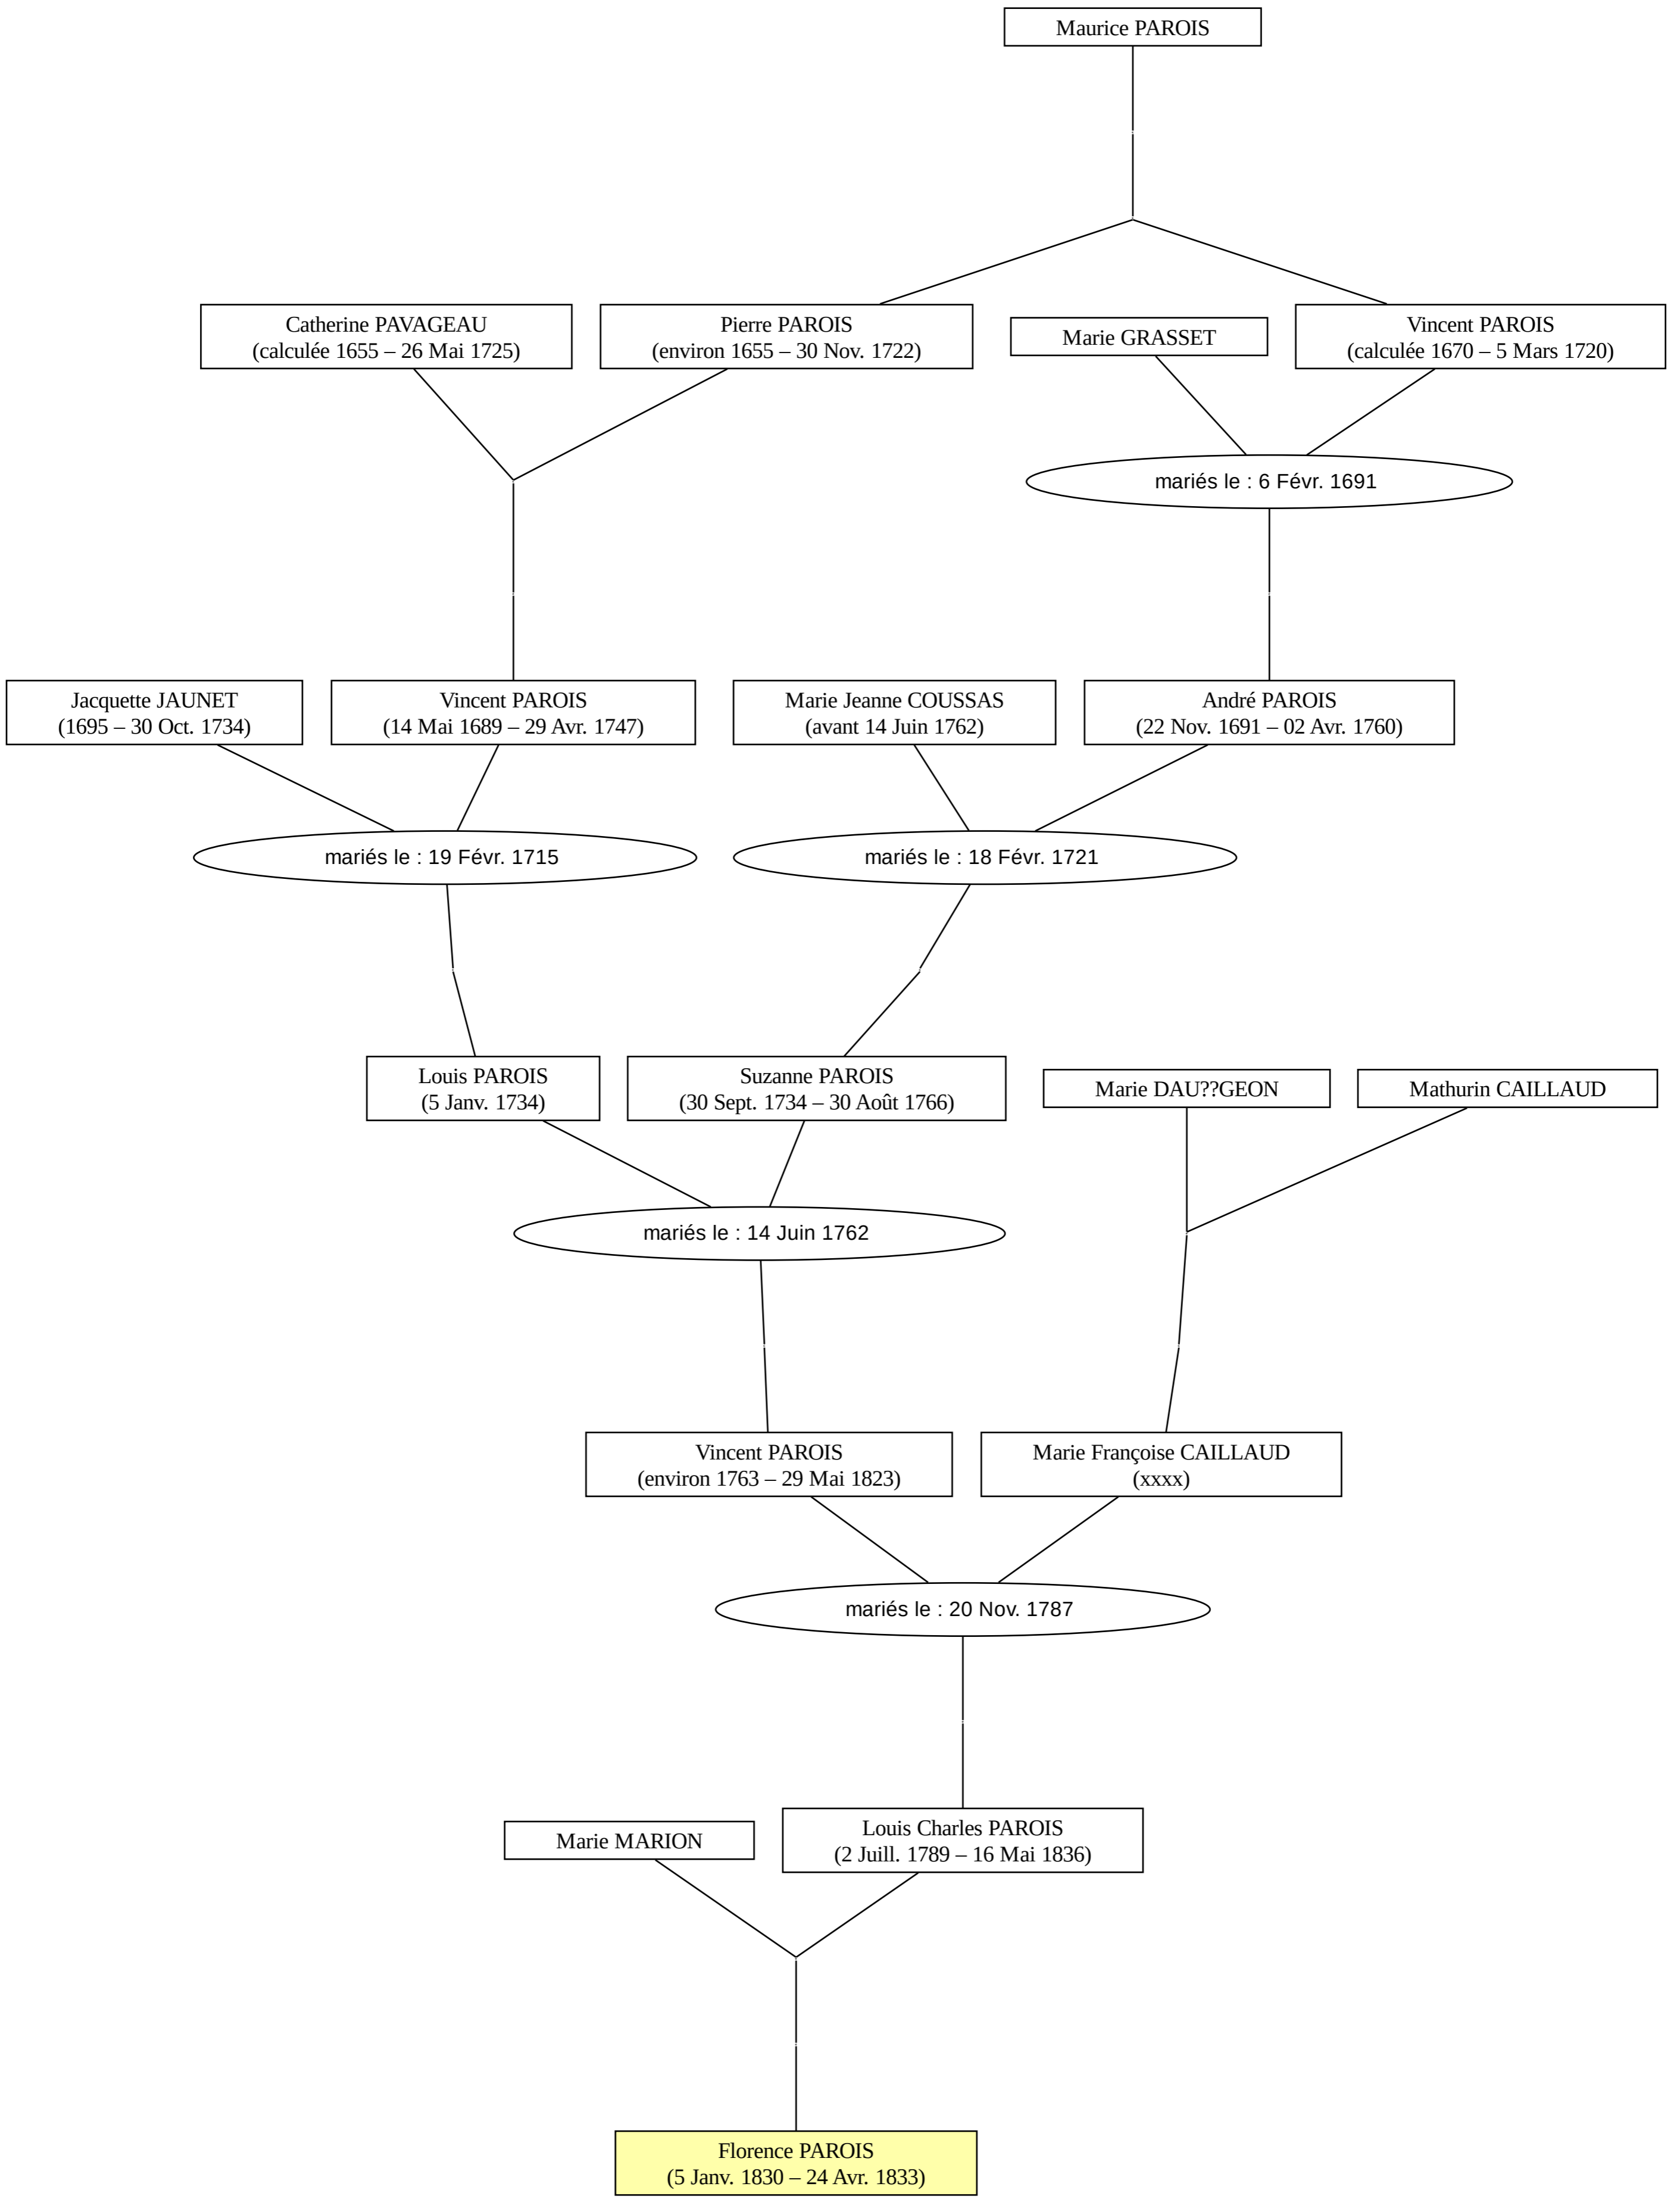 Maurice PAROIS
Catherine PAVAGEAU
(calculée 1655 – 26 Mai 1725)
Pierre PAROIS
(environ 1655 – 30 Nov. 1722)
Marie GRASSET
Vincent PAROIS
(calculée 1670 – 5 Mars 1720)
mariés le : 6 Févr. 1691
Jacquette JAUNET
(1695 – 30 Oct. 1734)
Vincent PAROIS
(14 Mai 1689 – 29 Avr. 1747)
Marie Jeanne COUSSAS
(avant 14 Juin 1762)
André PAROIS
(22 Nov. 1691 – 02 Avr. 1760)
mariés le : 19 Févr. 1715
mariés le : 18 Févr. 1721
Louis PAROIS
(5 Janv. 1734)
Suzanne PAROIS
(30 Sept. 1734 – 30 Août 1766)
Marie DAU??GEON
Mathurin CAILLAUD
mariés le : 14 Juin 1762
Vincent PAROIS
(environ 1763 – 29 Mai 1823)
Marie Françoise CAILLAUD
(xxxx)
mariés le : 20 Nov. 1787
Marie MARION
Louis Charles PAROIS
(2 Juill. 1789 – 16 Mai 1836)
Florence PAROIS
(5 Janv. 1830 – 24 Avr. 1833)